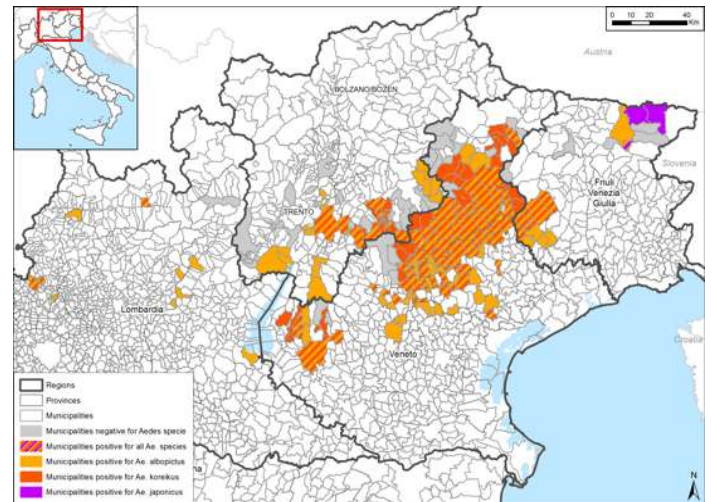 0 10 20 40
Km
Austria
BOLZANO/BOZEN
Slovenia
Friuli
Venezia
Giulia
TRENTO
Lombardia
Croatia
Veneto
Regions
Provinces
Municipalities
Municipalities negative for Aedes specie
Municipalities positive for all Ae. species
Municipalities positive for Ae. albopictus
Municipalities positive for Ae. koreikus
Municipalities positive for Ae. japonicus
N